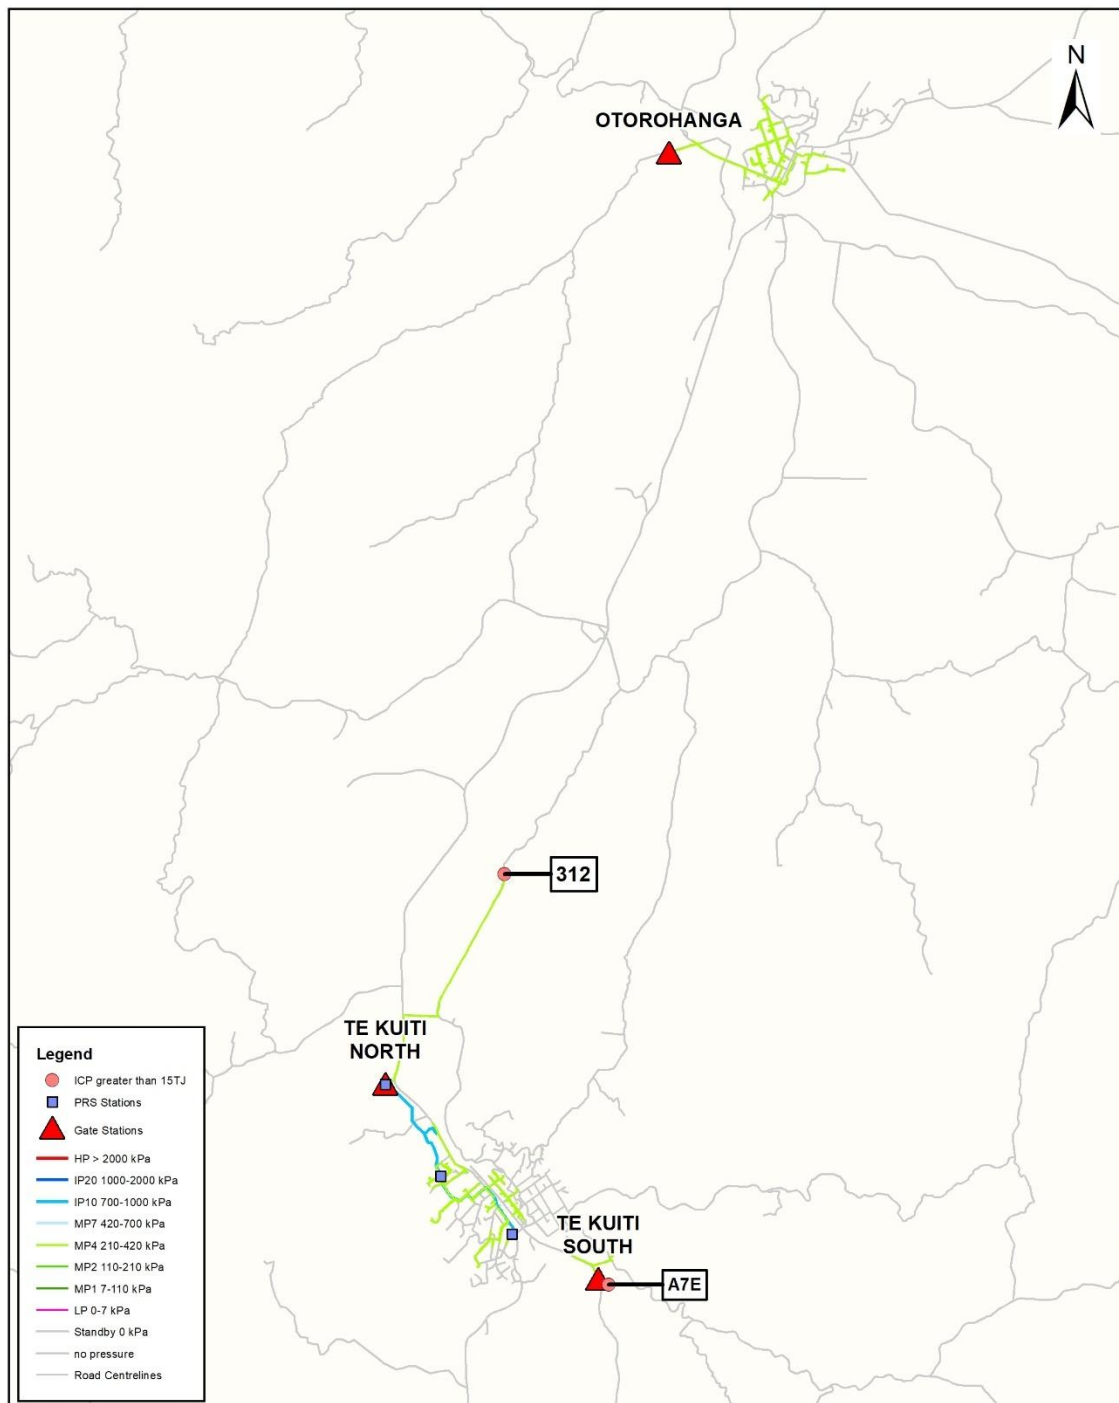 N
OTOROHANGA
312
TE KUITI
NORTH
TE KUITI
SOUTH
A7E
Legend
ICP greater than 15TJ
PRS Stations
Gate Stations
HP > 2000 kPa
IP20 1000-2000 kPa
IP10 700-1000 kPa
MP7 420-700 kPa
MP4 210-420 kPa
MP2 110-210 kPa
MP1 7-110 kPa
LP 0-7 kPa
Standby 0 kPa
no pressure
Road Centrelines